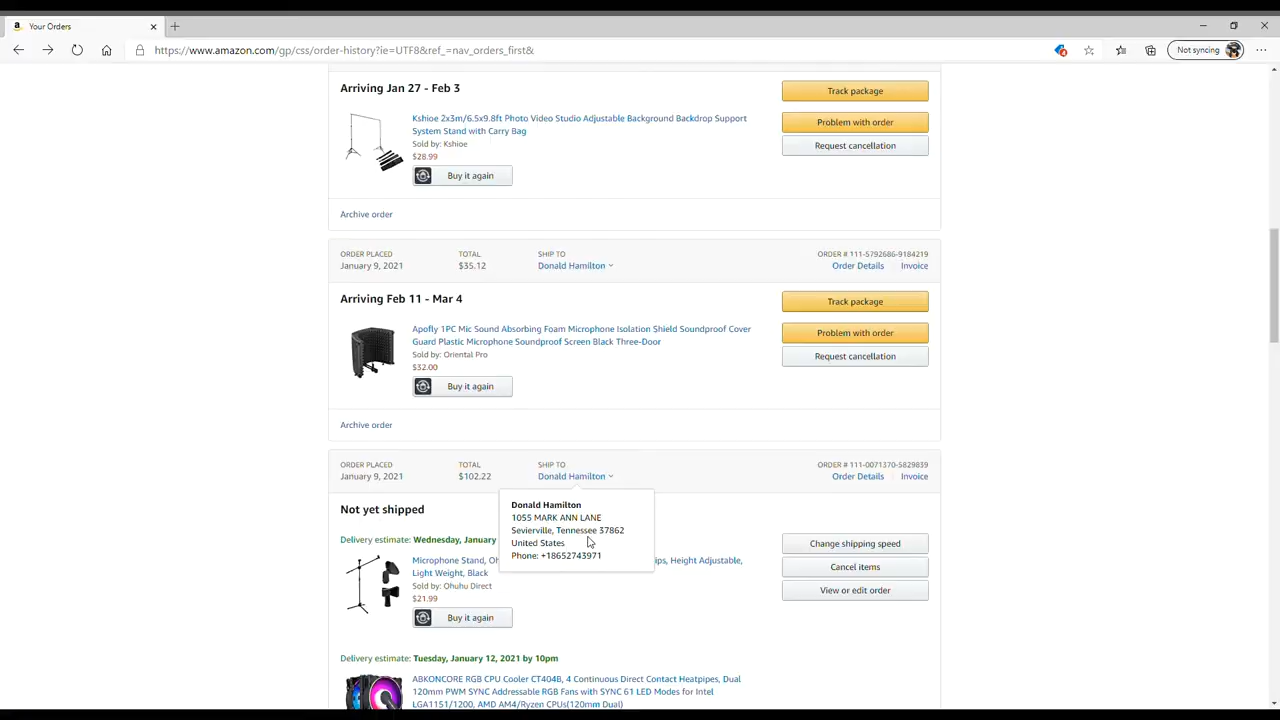 Your Orders
https://www.amazon.com/gp/css/order-history?ie=UTF8&ref_=nav_orders_first&
Not syncing
Arriving Jan 27 - Feb 3
Track package
Kshioe 2x3m/6.5x9.8ft Photo Video Studio Adjustable Background Backdrop Support
System Stand with Carry Bag
Problem with order
Sold by: Kshioe
Request cancellation
$28.99
Buy it again
Archive order
ORDER PLACED TOTAL SHIP TO ORDER # 111-5792686-9184219
January 9, 2021 $35.12 Donald Hamilton Order Details Invoice
Arriving Feb 11 - Mar 4
Track package
Apofly 1PC Mic Sound Absorbing Foam Microphone Isolation Shield Soundproof Cover
Guard Plastic Microphone Soundproof Screen Black Three-Door
Problem with order
Sold by: Oriental Pro
Request cancellation
$32.00
Buy it again
Archive order
ORDER PLACED TOTAL SHIP TO ORDER # 111-0071370-5829839
January 9, 2021 $102.22 Donald Hamilton Order Details Invoice
Donald Hamilton
1055 MARK ANN LANE
Sevierville, Tennessee 37862
United States
Phone: +18652743971
Not yet shipped
Delivery estimate: Wednesday, January
Change shipping speed
Microphone Stand, Oh ips, Height Adjustable,
Light Weight, Black
Cancel items
Sold by: Ohuhu Direct
View or edit order
$21.99
Buy it again
Delivery estimate: Tuesday, January 12, 2021 by 10pm
ABKONCORE RGB CPU Cooler CT404B, 4 Continuous Direct Contact Heatpipes, Dual
120mm PWM SYNC Addressable RGB Fans with SYNC 61 LED Modes for Intel
LGA1151/1200, AMD AM4/Ryzen CPUs(120mm Dual)